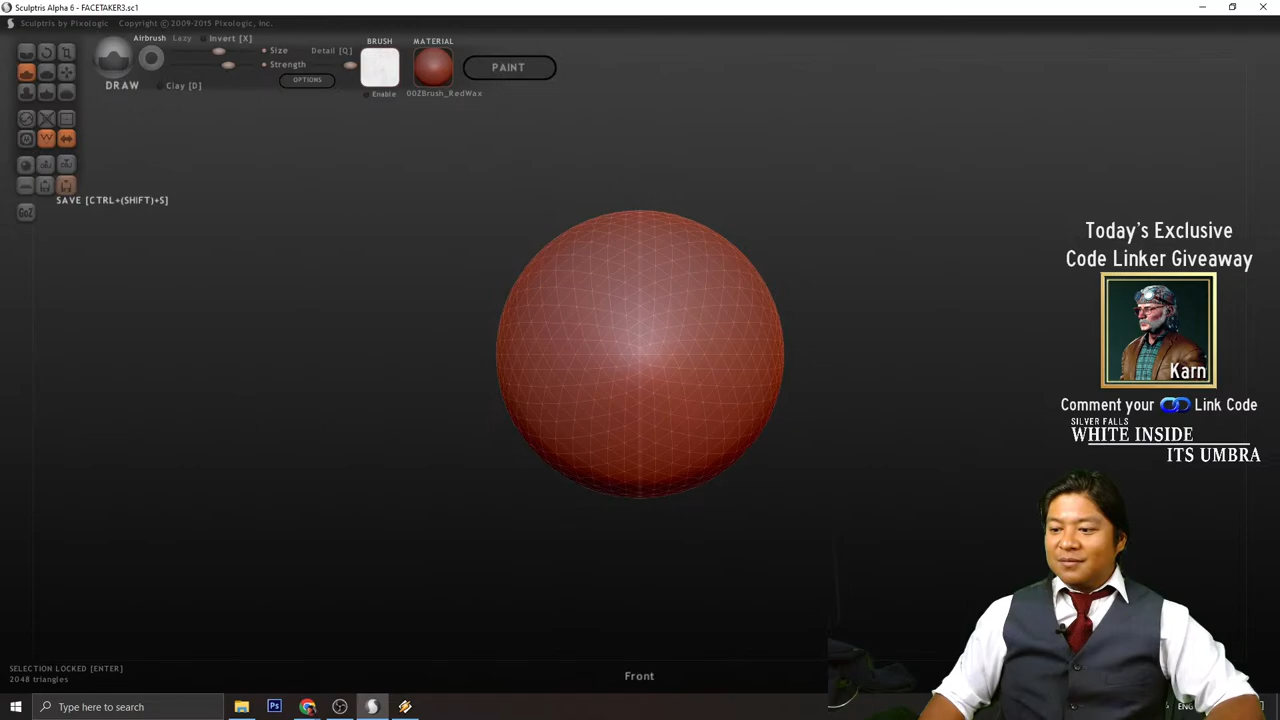 Sculptris Alpha 6 - FACETAKER3.sc1
Sculptris by Pixologic Copyright © 2009-2015 Pixologic, Inc.
Airbrush Lazy Invert [X]
BRUSH
MATERIAL
Size Detail [Q]
Strength
OPTIONS
PAINT
DRAW
Clay [D]
Enable
00ZBrush_RedWax
SAVE [CTRL+(SHIFT)+S]
GoZ
Today's Exclusive
Code Linker Giveaway
Karn
Comment your Link Code
SILVER FALLS
WHITE INSIDE
ITS UMBRA
SELECTION LOCKED [ENTER]
2048 triangles
Front
Type here to search
Ps
ENG